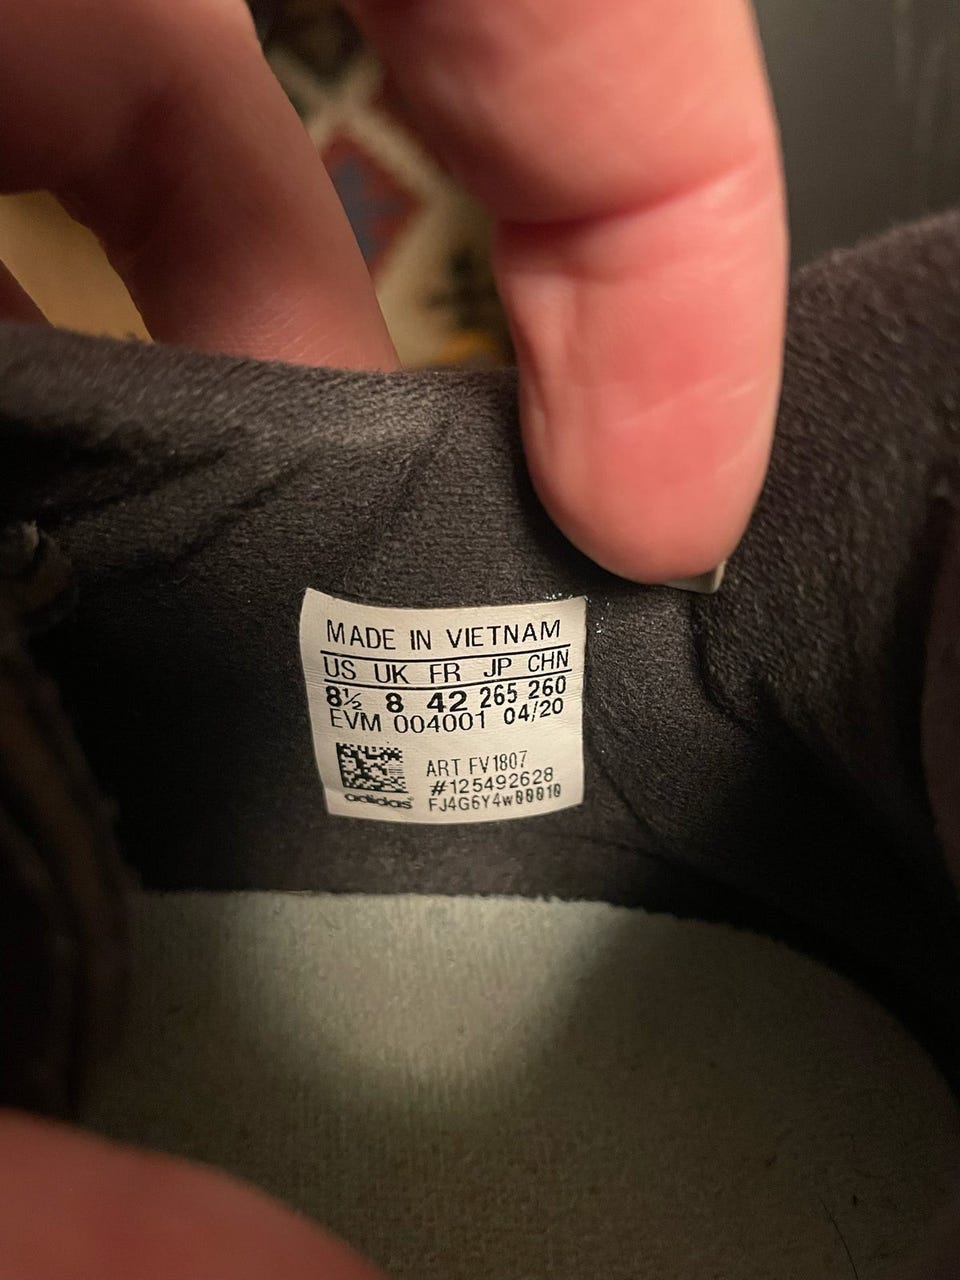 MADE IN VIETNAM
US UK FR JP CHN
8½ 8 42 265 260
EVM 004001 04/20
ART FV1807
#125492628
adidas FJ4G6Y4W00010